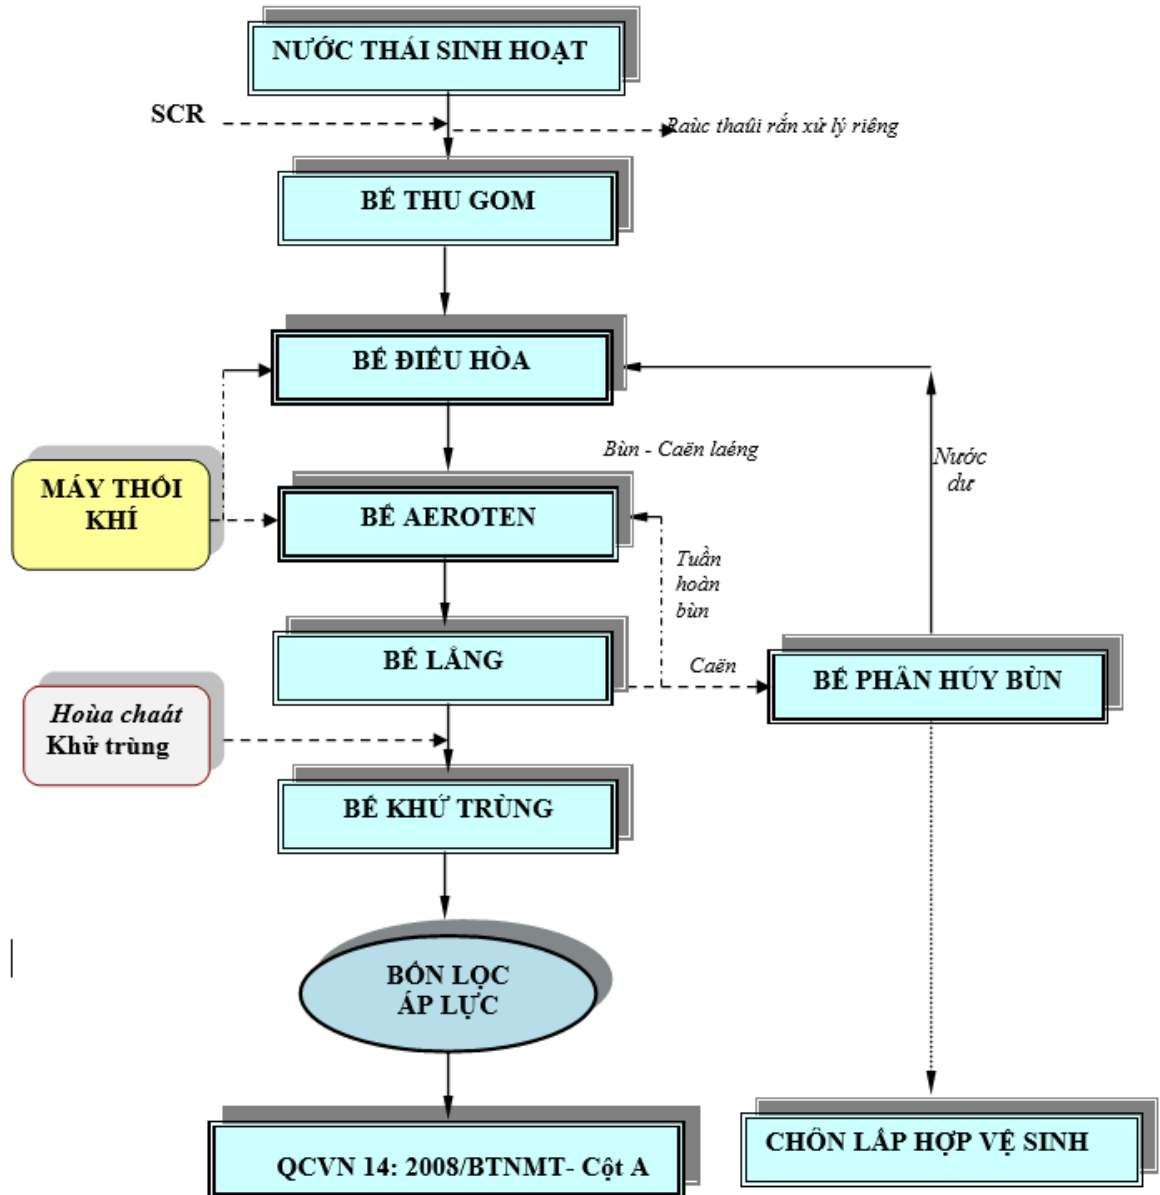 NƯỚC THẢI SINH HOẠT
SCR
Raùc thaûi rắn xử lý riêng
BỂ THU GOM
BỂ ĐIỀU HÒA
Bùn - Caën laéng
Nước
dư
MÁY THỔI
KHÍ
BỂ AEROTEN
Tuần
hoàn
bùn
BỂ LẮNG
Caën
BỂ PHÂN HỦY BÙN
Hoùa chaát
Khử trùng
BỂ KHỬ TRÙNG
BỒN LỌC
ÁP LỰC
QCVN 14: 2008/BTNMT- Cột A
CHÔN LẤP HỢP VỆ SINH